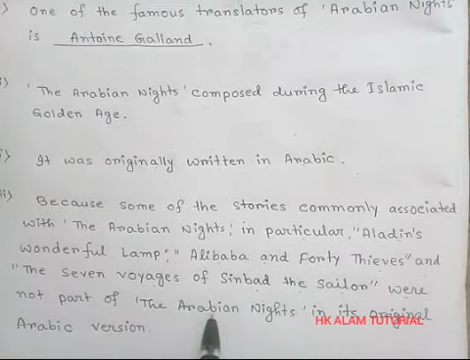 ) One of the famous translators of 'Arabian Nights'
is Antoine Galland.
i) 'The Arabian Nights' composed during the Islamic
Golden Age.
i) It was originally written in Arabic.
ii) Because some of the stories commonly associated
with 'The Arabian Nights', in particular, "Aladin's
wonderful Lamp", "Alibaba and Fonty Thieves" and
"The Seven voyages of Sinbad the Sailor" were
not part of 'The Arabian Nights' in its original
Arabic version.
HK ALAM TUTORIAL